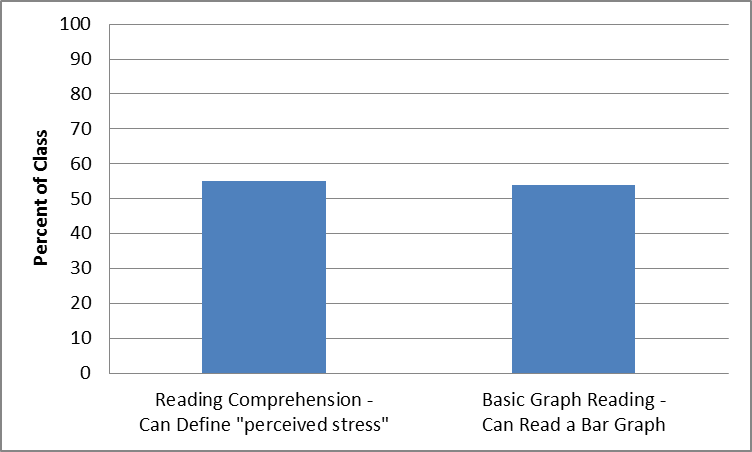 100
90
80
70
60
50
40
30
20
10
0
Percent of Class
Reading Comprehension -
Can Define "perceived stress"
Basic Graph Reading -
Can Read a Bar Graph